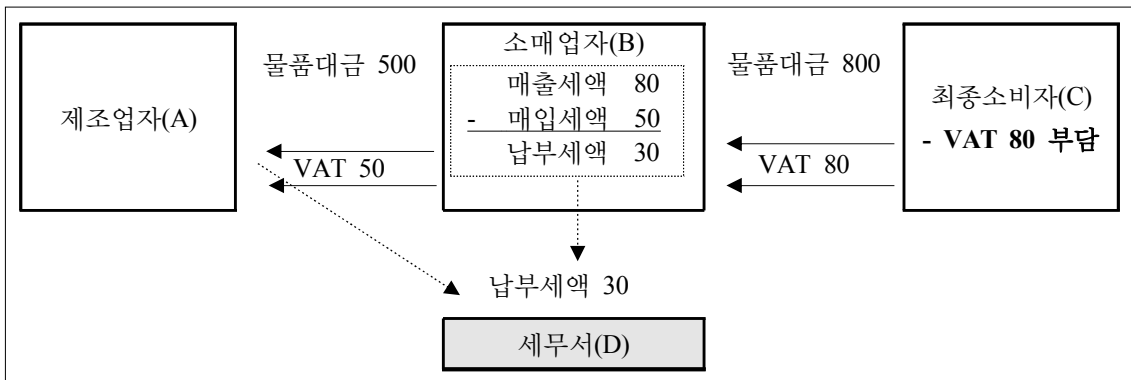 제조업자(A)
물품대금 500
VAT 50
소매업자(B)
매출세액 80
- 매입세액 50
납부세액 30
물품대금 800
VAT 80
최종소비자(C)
- VAT 80 부담
납부세액 30
세무서(D)